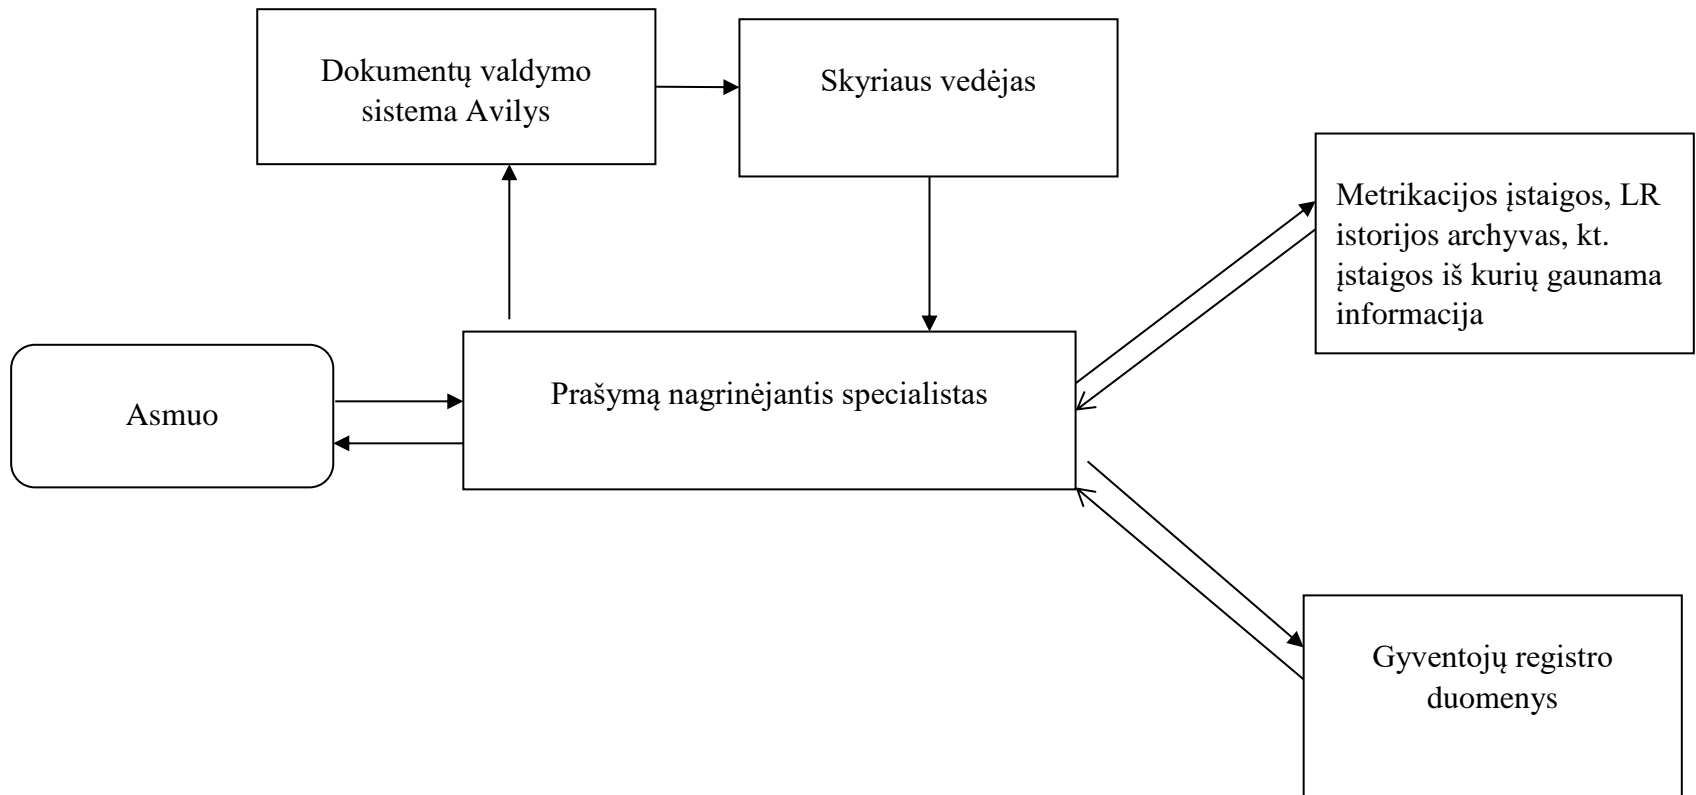 Dokumentų valdymo
sistema Avilys
Skyriaus vedėjas
Metrikacijos įstaigos, LR
istorijos archyvas, kt.
įstaigos iš kurių gaunama
informacija
Asmuo
Prašymą nagrinėjantis specialistas
Gyventojų registro
duomenys